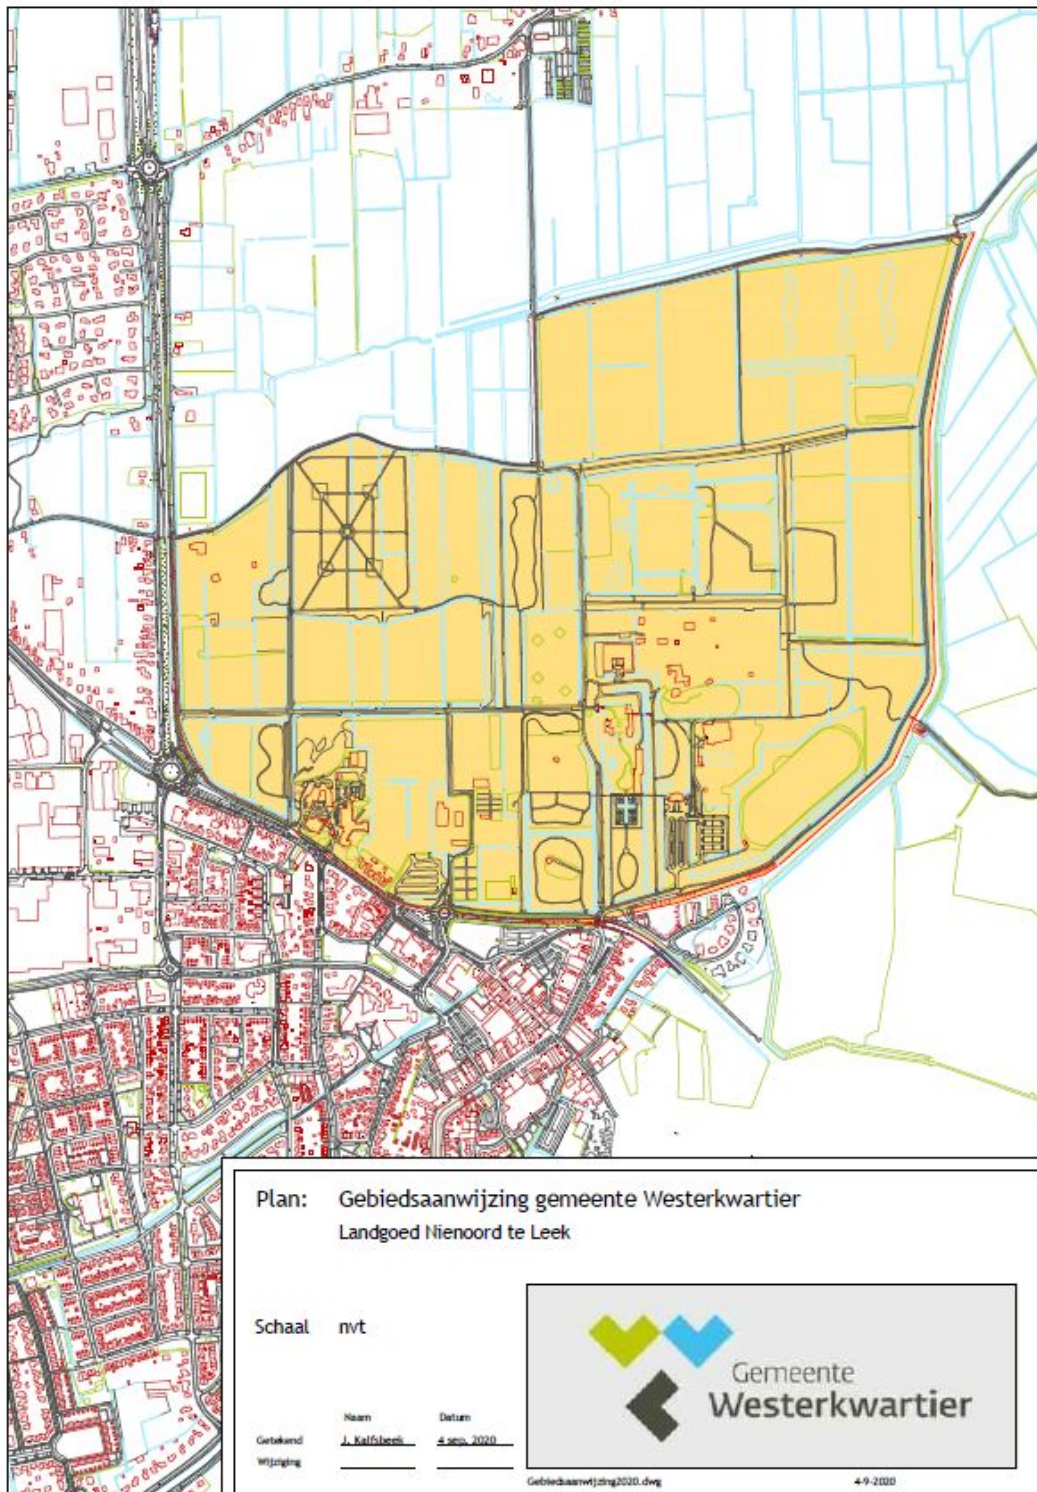 Plan: Gebiedsaanwijzing gemeente Westerkwartier
Landgoed Nienoord te Leek
Schaal nvt
Gemeente
Westerkwartier
Naam Datum
Getekend J. Kalfsbeek 4 sep. 2020
Wijziging
Gebiedsaanwijzing2020.dwg 4-9-2020